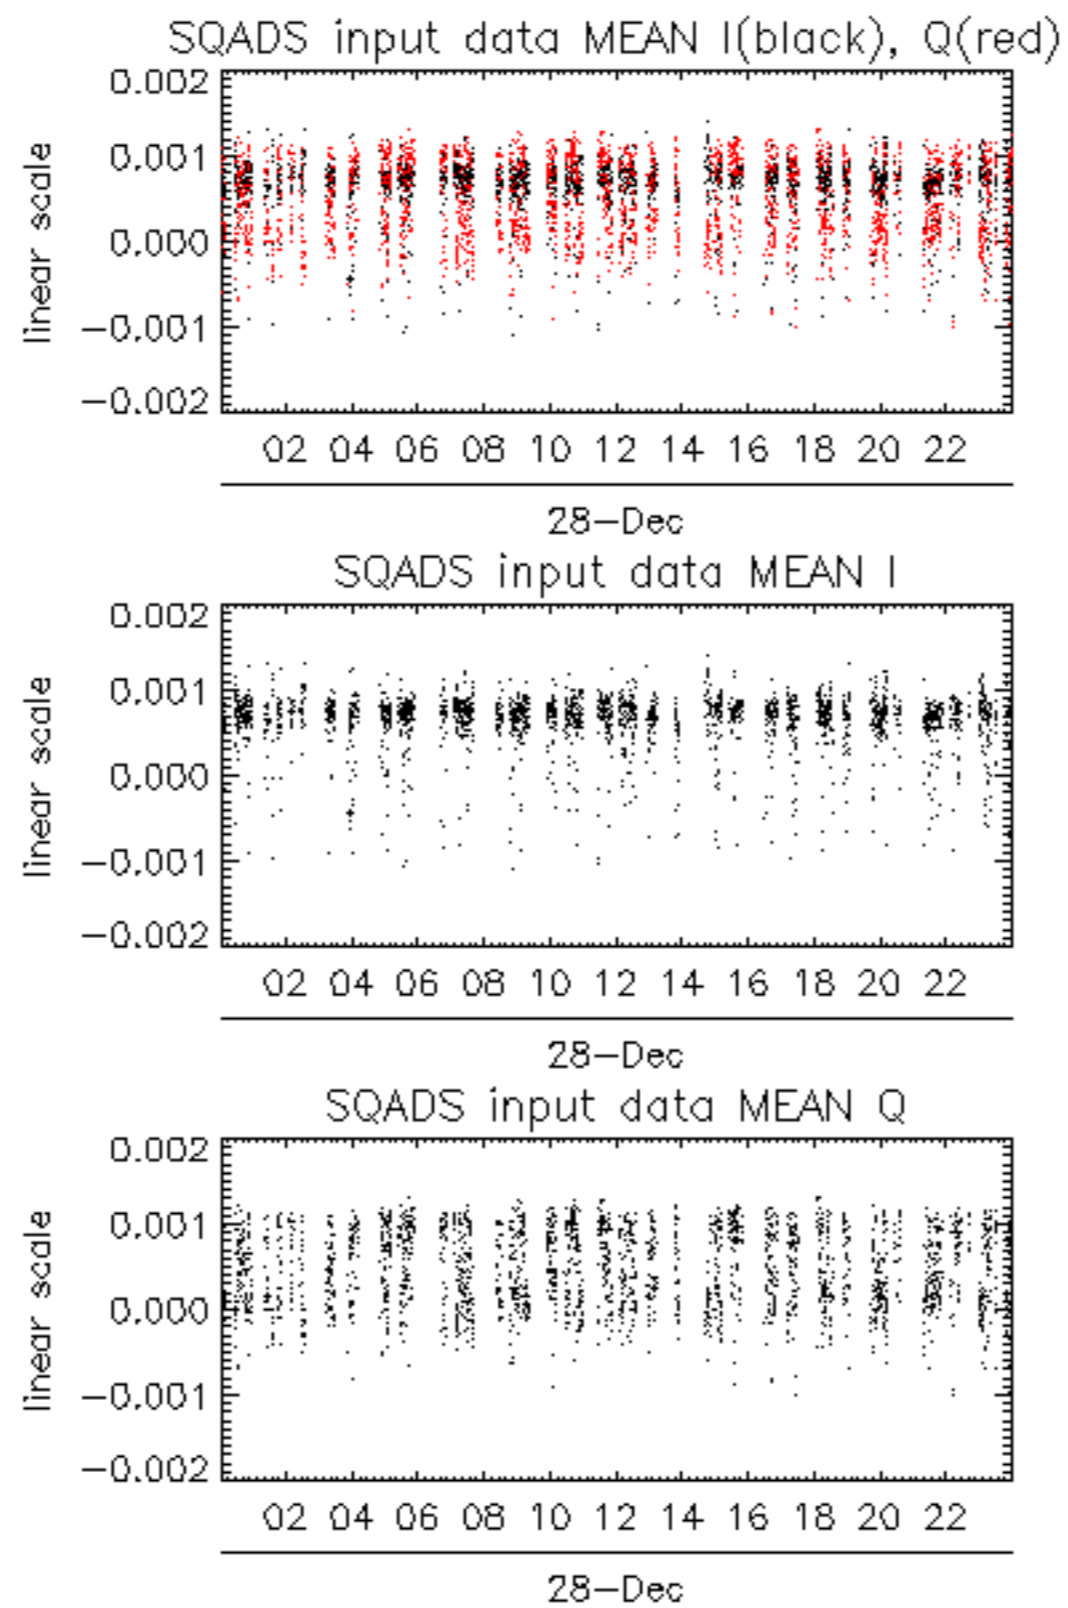 SQADS input data MEAN I(black), Q(red)
0.002
0.001
0.000
−0.001
−0.002
linear scale
02 04 06 08 10 12 14 16 18 20 22
28−Dec
SQADS input data MEAN I
0.002
0.001
0.000
−0.001
−0.002
linear scale
02 04 06 08 10 12 14 16 18 20 22
28−Dec
SQADS input data MEAN Q
0.002
0.001
0.000
−0.001
−0.002
linear scale
02 04 06 08 10 12 14 16 18 20 22
28−Dec